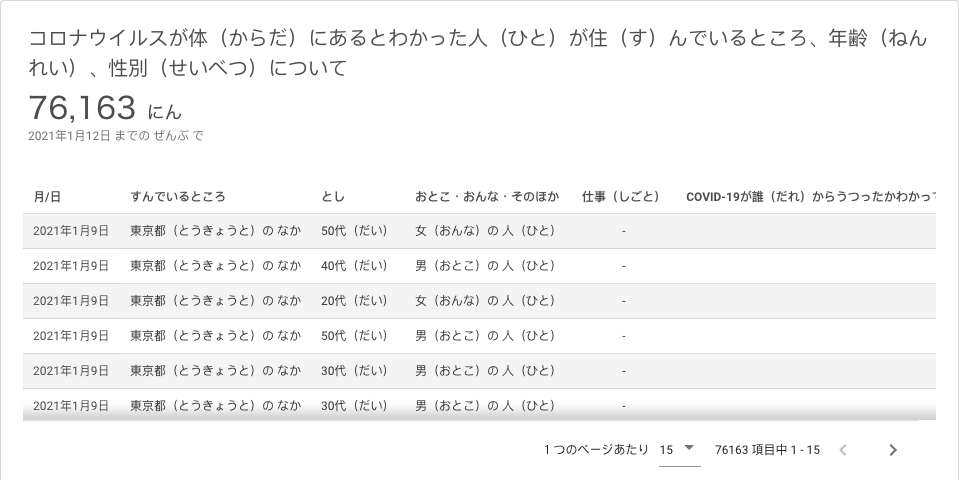 コロナウイルスが体（からだ）にあるとわかった人（ひと）が住（す）んでいるところ、年齢（ねん
れい）、性別（せいべつ）について
76,163 にん
2021年1月12日 までの ぜんぶ で
月/日 すんでいるところ とし おとこ・おんな・そのほか 仕事（しごと） COVID-19が誰（だれ）からうつったかわかって
2021年1月9日 東京都（とうきょうと）の なか 50代（だい） 女（おんな）の 人（ひと） -
2021年1月9日 東京都（とうきょうと）の なか 40代（だい） 男（おとこ）の 人（ひと） -
2021年1月9日 東京都（とうきょうと）の なか 20代（だい） 女（おんな）の 人（ひと） -
2021年1月9日 東京都（とうきょうと）の なか 50代（だい） 男（おとこ）の 人（ひと） -
2021年1月9日 東京都（とうきょうと）の なか 30代（だい） 男（おとこ）の 人（ひと） -
2021年1月9日 東京都（とうきょうと）の なか 30代（だい） 男（おとこ）の 人（ひと） -
1 つのページあたり 15 76163 項目中 1 - 15